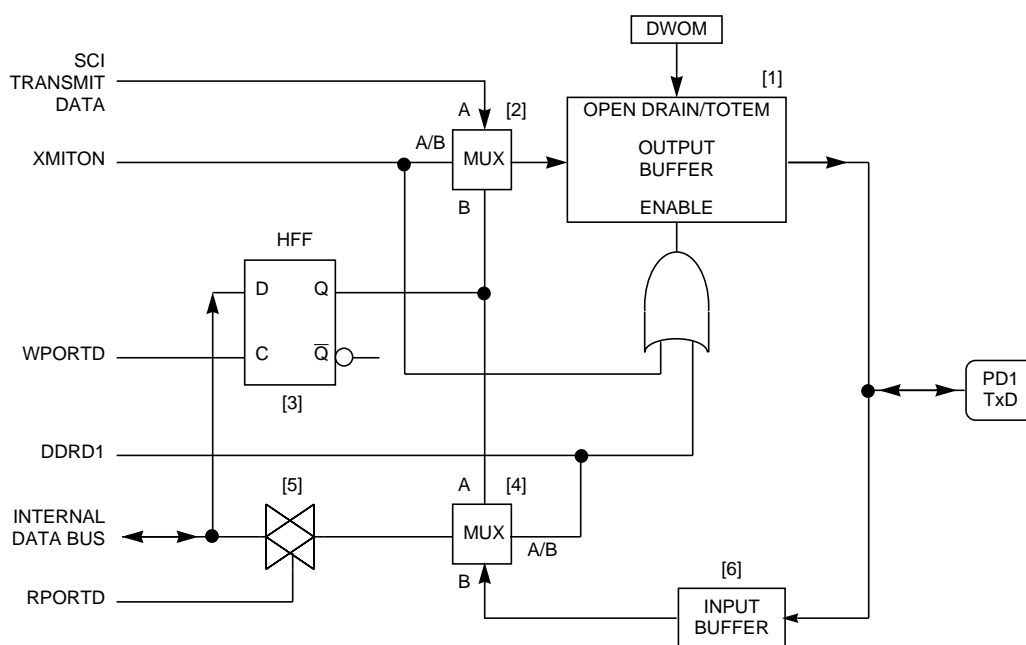 DWOM
SCI
TRANSMIT
DATA
[1]
A
[2]
OPEN DRAIN/TOTEM
XMITON
A/B
MUX
OUTPUT
BUFFER
B
ENABLE
HFF
D
Q
WPORTD
C
Q̅
[3]
PD1
TxD
DDRD1
[5]
A
[4]
INTERNAL
DATA BUS
MUX
A/B
B
[6]
RPORTD
INPUT
BUFFER